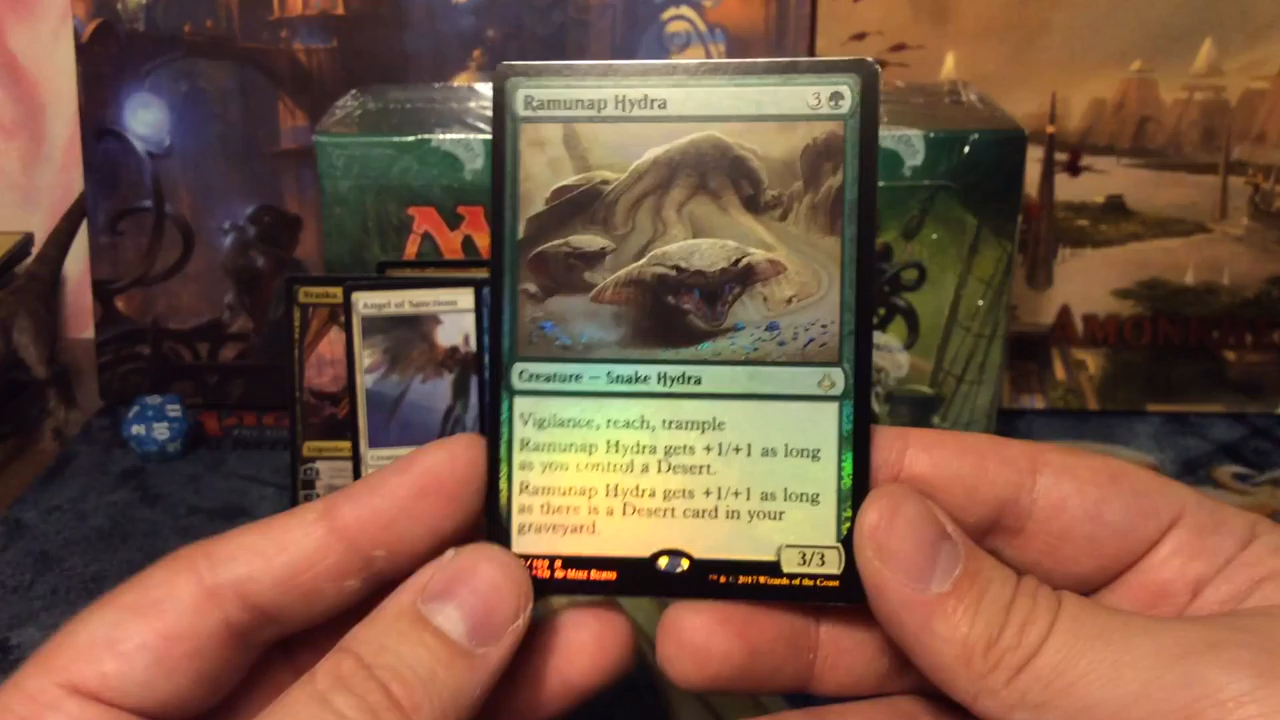 Ramunap Hydra 3
Creature — Snake Hydra
Vigilance, reach, trample
Ramunap Hydra gets +1/+1 as long
as you control a Desert.
Ramunap Hydra gets +1/+1 as long
as there is a Desert card in your
graveyard.
3/3
Mike Burns
™ & © 2017 Wizards of the Coast
Vraska,
Angel of Sanctions
M